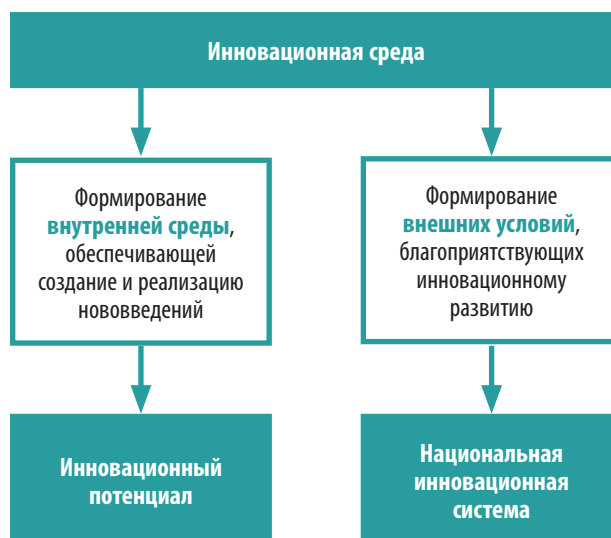 Инновационная среда
Формирование
внутренней среды,
обеспечивающей
создание и реализацию
нововведений
Формирование
внешних условий,
благоприятствующих
инновационному
развитию
Инновационный
потенциал
Национальная
инновационная
система